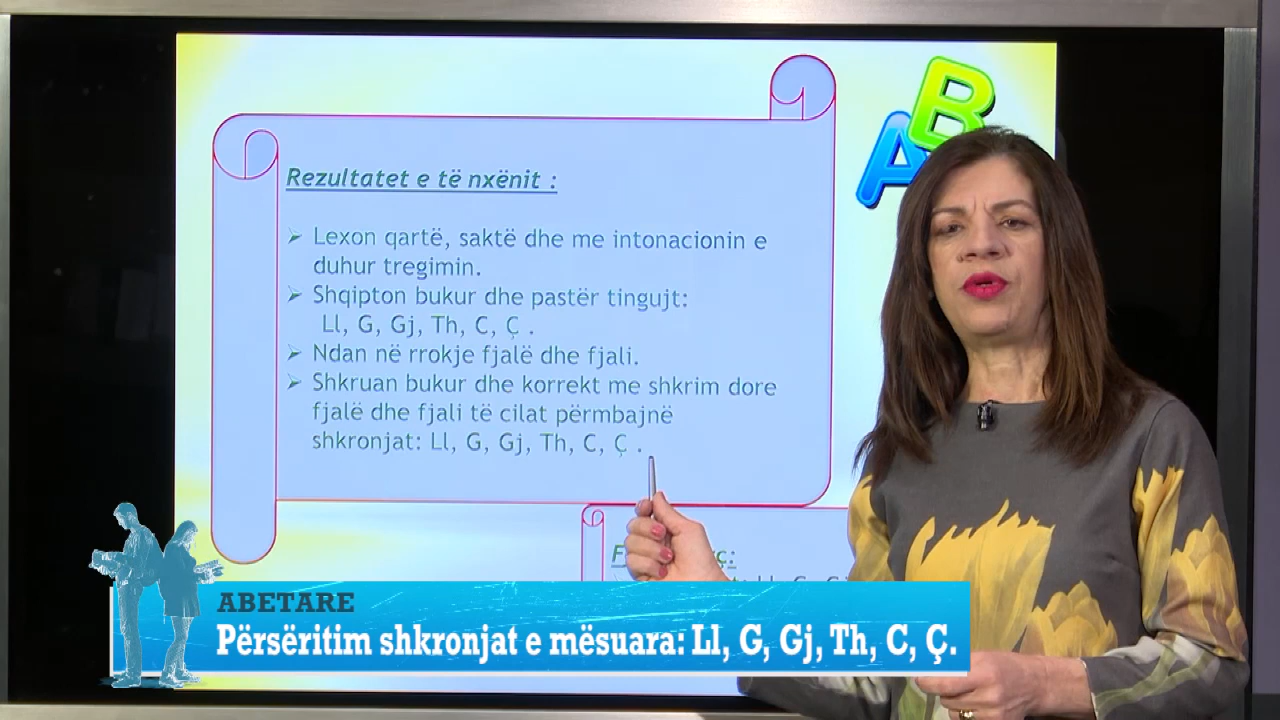 B
A
Rezultatet e të nxënit :
Lexon qartë, saktë dhe me intonacionin e
duhur tregimin.
Shqipton bukur dhe pastër tingujt:
Ll, G, Gj, Th, C, Ç .
Ndan në rrokje fjalë dhe fjali.
Shkruan bukur dhe korrekt me shkrim dore
fjalë dhe fjali të cilat përmbajnë
shkronjat: Ll, G, Gj, Th, C, Ç .
ABETARE
Përsëritim shkronjat e mësuara: Ll, G, Gj, Th, C, Ç.